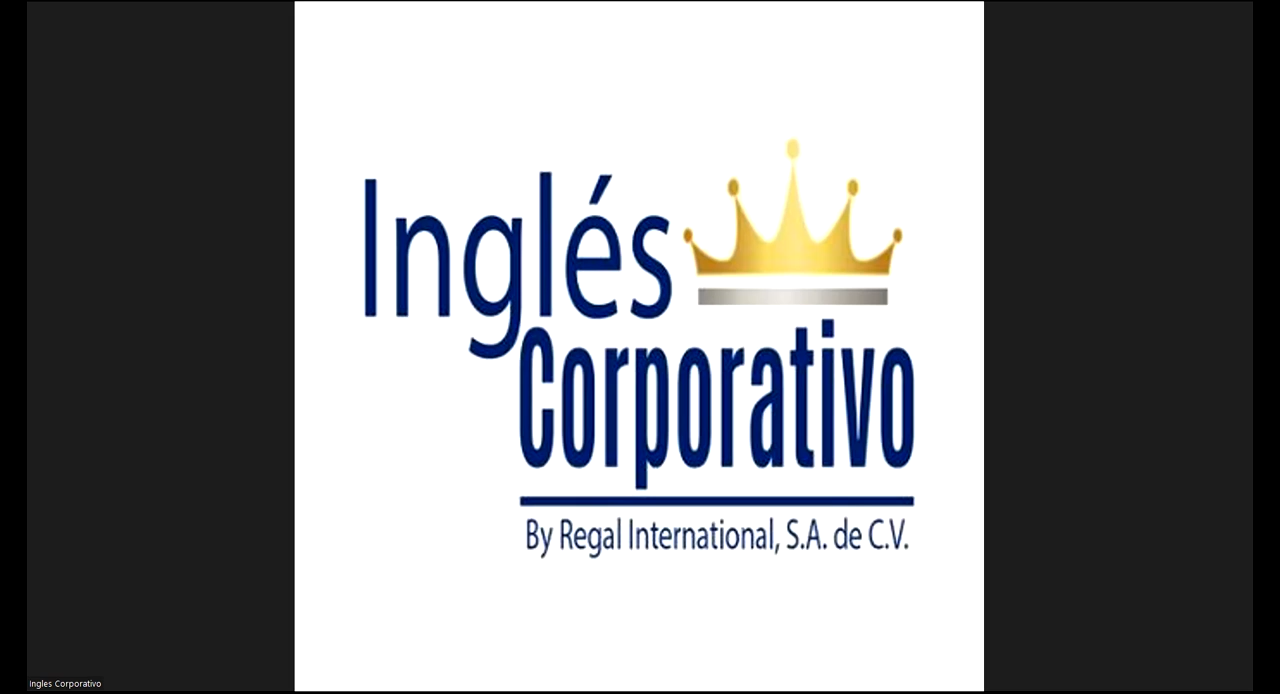 Inglés
Corporativo
By Regal International, S.A. de C.V.
Ingles Corporativo